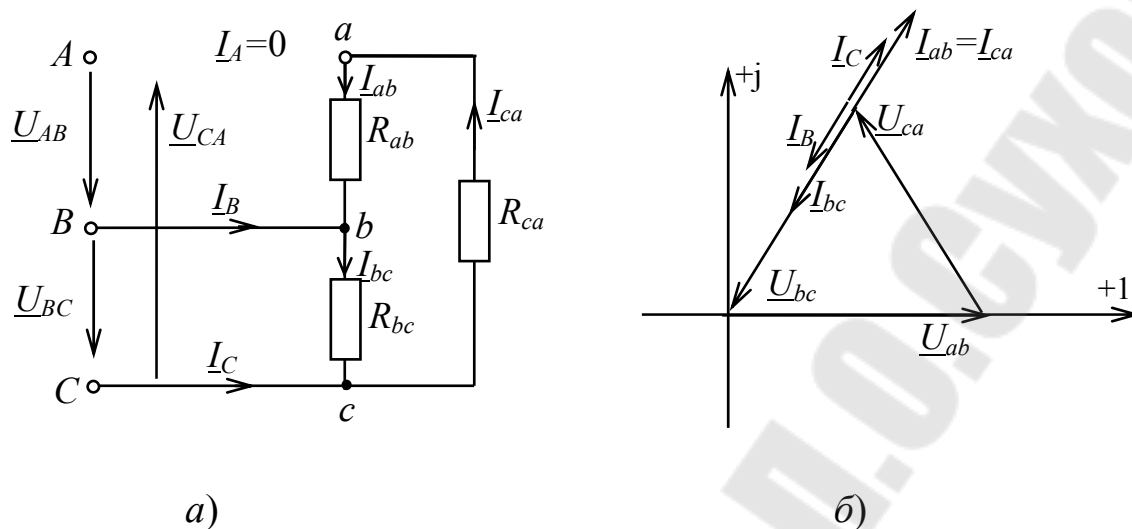 A
I_A=0
a
I_ab
I_ca
U_AB
U_CA
R_ab
B
I_B
b
R_ca
I_bc
U_BC
R_bc
I_C
C
c
а)
+j
I_C
I_ab=I_ca
I_B
U_ca
I_bc
U_bc
+1
U_ab
б)
П.О.Сухо